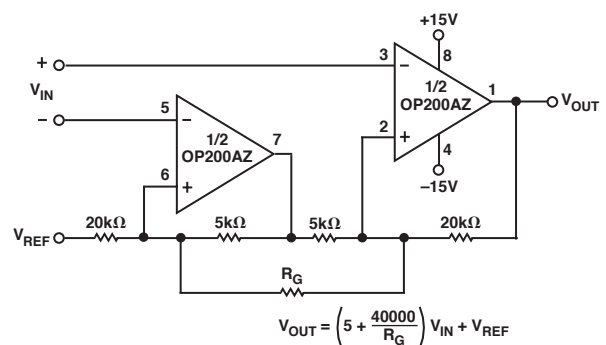 +15V
+
3
−
8
V_IN
1/2
OP200AZ
1
V_OUT
−
5
−
7
2
+
4
1/2
OP200AZ
−15V
6
+
V_REF
20kΩ
5kΩ
5kΩ
20kΩ
R_G
V_OUT = (5 + 40000/R_G) V_IN + V_REF